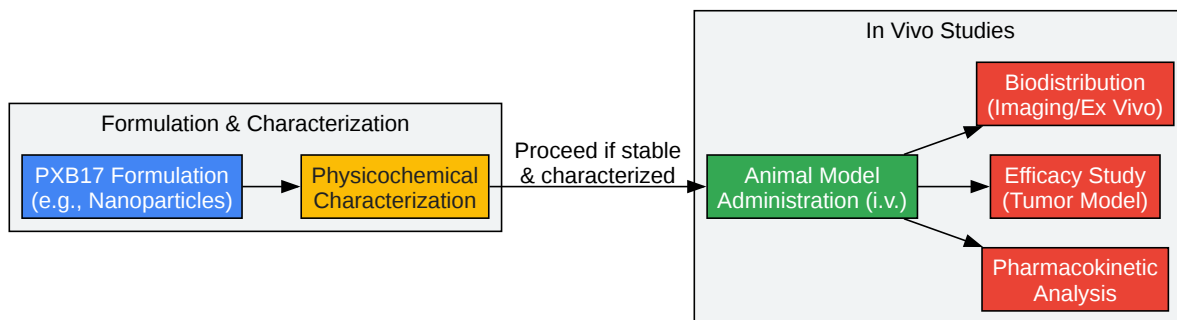 Formulation & Characterization
PXB17 Formulation
(e.g., Nanoparticles)
Physicochemical
Characterization
Proceed if stable
& characterized
In Vivo Studies
Animal Model
Administration (i.v.)
Biodistribution
(Imaging/Ex Vivo)
Efficacy Study
(Tumor Model)
Pharmacokinetic
Analysis